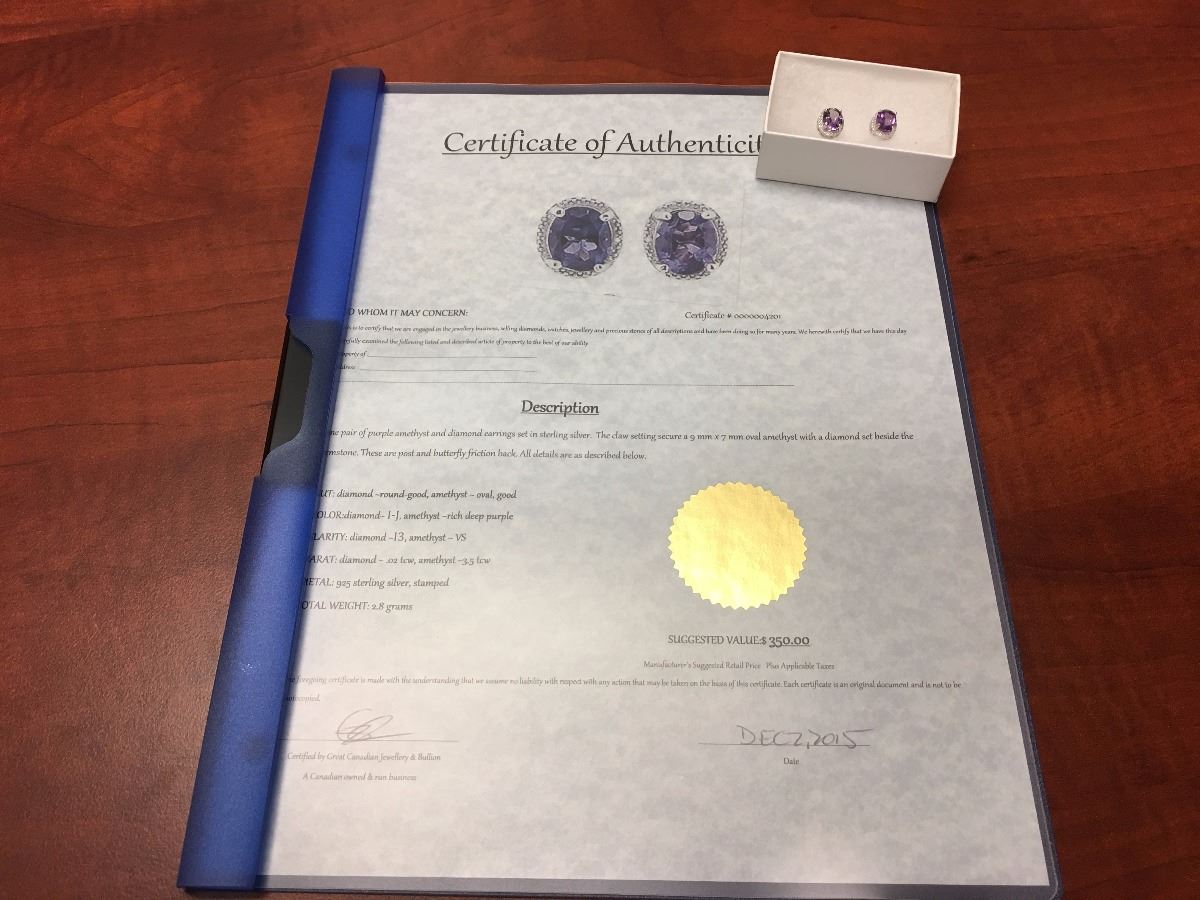 Certificate of Authenticit
O WHOM IT MAY CONCERN:
Certificate # 0000004201
is to certify that we are engaged in the jewellery business, selling diamonds, watches, jewellery and precious stones of all descriptions and have been doing so for many years. We herewith certify that we have this day
fully examined the following listed and described article of property to the best of our ability
perty of
dress
Description
ne pair of purple amethyst and diamond earrings set in sterling silver. The claw setting secure a 9 mm x 7 mm oval amethyst with a diamond set beside the
mstone. These are post and butterfly friction back. All details are as described below.
UT: diamond –round-good, amethyst – oval, good
OLOR:diamond– I-J, amethyst –rich deep purple
LARITY: diamond –I3, amethyst – VS
ARAT: diamond – .02 tcw, amethyst –3.5 tcw
ETAL: 925 sterling silver, stamped
OTAL WEIGHT: 2.8 grams
SUGGESTED VALUE:$ 350.00
Manufacturer's Suggested Retail Price Plus Applicable Taxes
e foregoing certificate is made with the understanding that we assume no liability with respect with any action that may be taken on the basis of this certificate. Each certificate is an original document and is not to be
otocopied.
DEC 2, 2015
Certified by Great Canadian Jewellery & Bullion
Date
A Canadian owned & run business